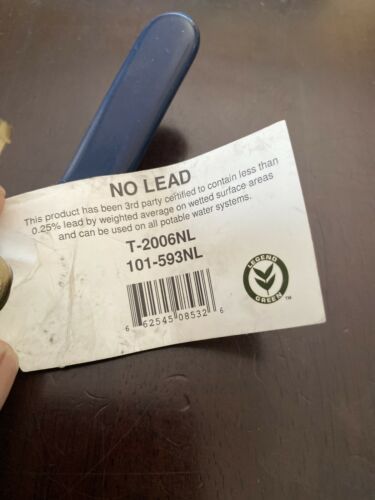 NO LEAD
This product has been 3rd party certified to contain less than
0.25% lead by weighted average on wetted surface areas
and can be used on all potable water systems.
T-2006NL
101-593NL
LEGEND
GREEN™
6 62545 08532 6